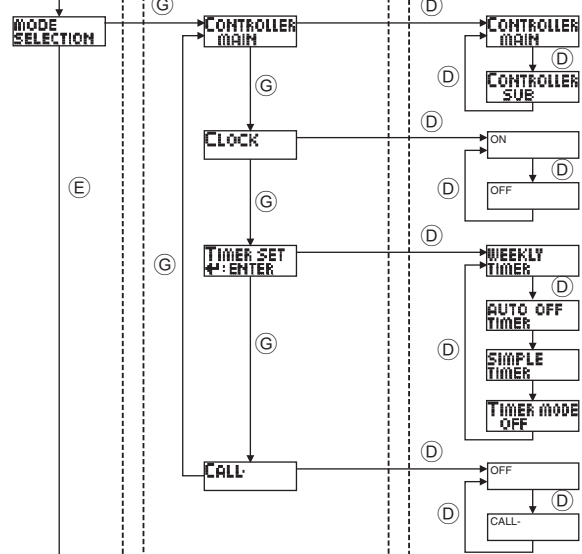 Ⓖ
Ⓓ
MODE
SELECTION
CONTROLLER
MAIN
CONTROLLER
MAIN
Ⓓ
Ⓓ
CONTROLLER
SUB
Ⓖ
Ⓓ
CLOCK
ON
Ⓓ
Ⓔ
Ⓓ
OFF
Ⓖ
Ⓓ
TIMER SET
↵:ENTER
WEEKLY
TIMER
Ⓖ
Ⓓ
AUTO OFF
TIMER
Ⓖ
Ⓓ
SIMPLE
TIMER
TIMER MODE
OFF
Ⓓ
CALL-
OFF
Ⓓ
Ⓓ
CALL-